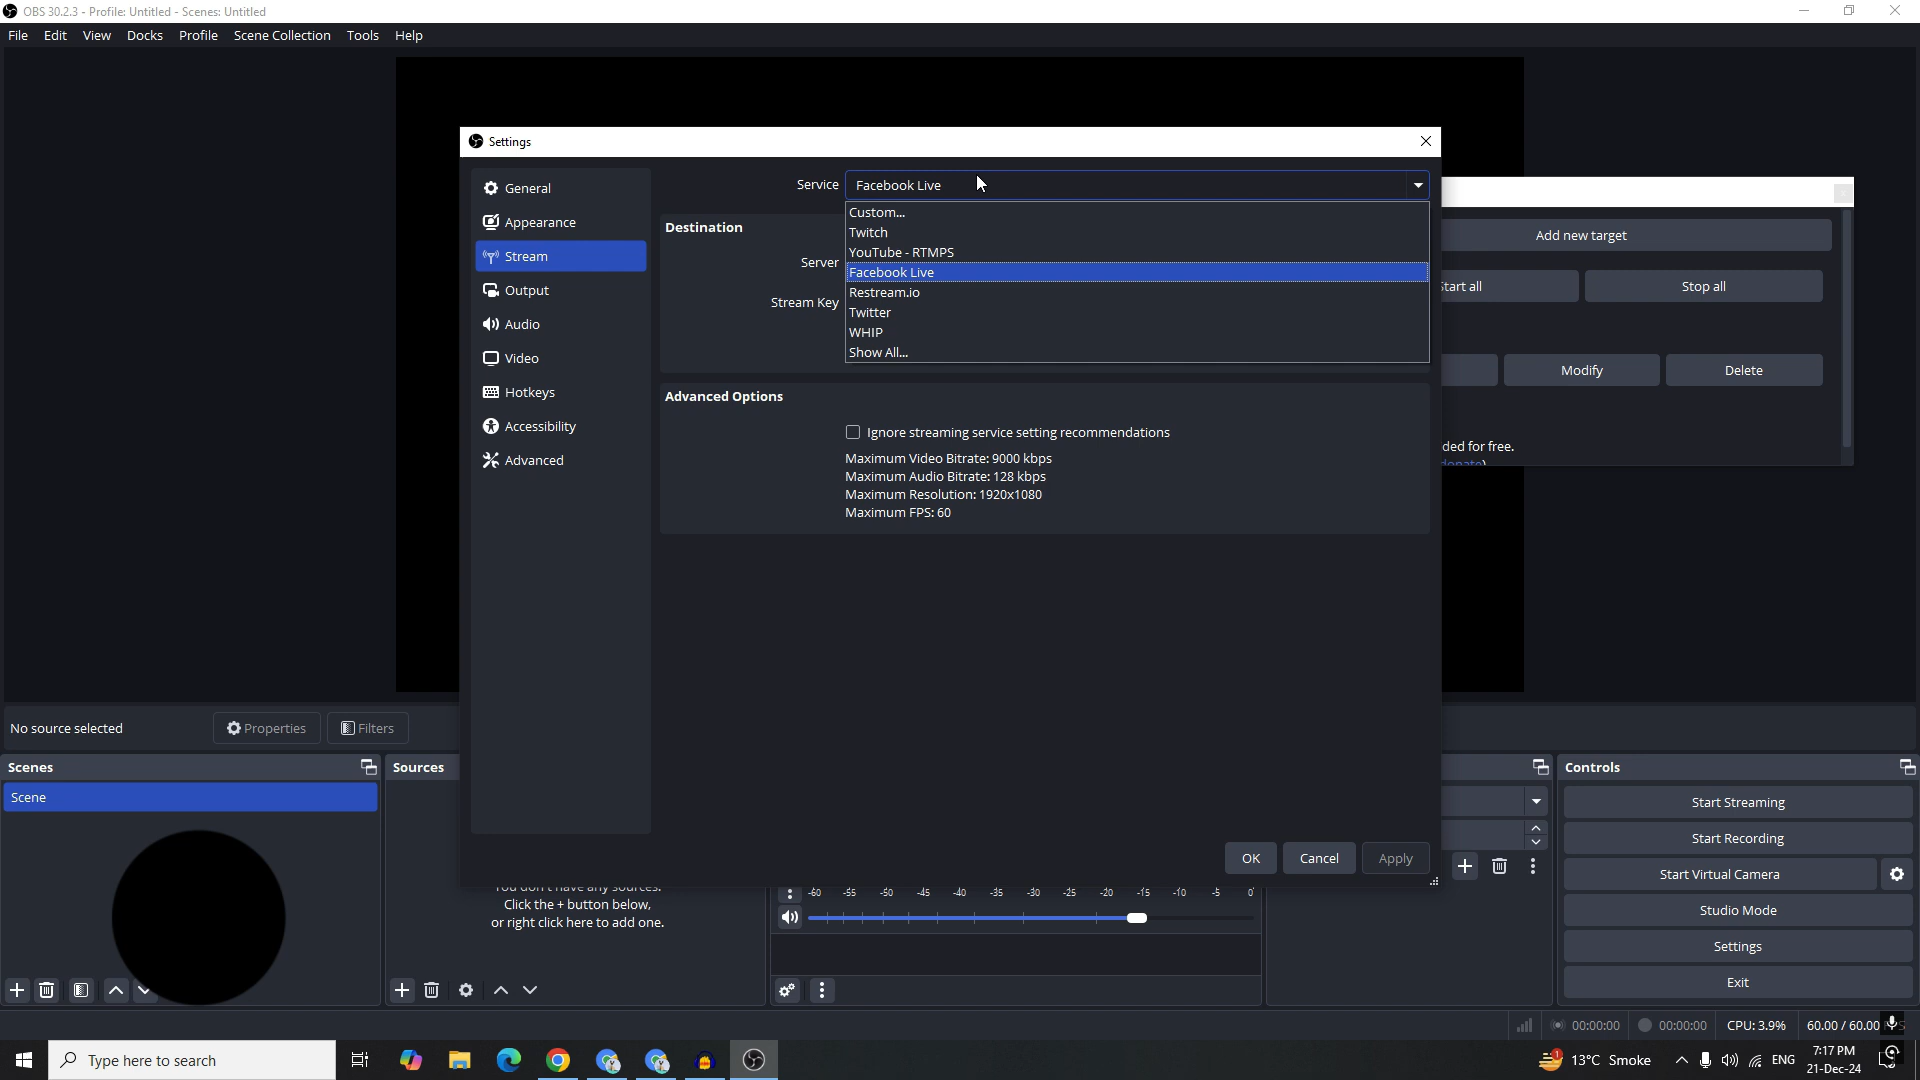 OBS 30.2.3 - Profile: Untitled - Scenes: Untitled
File Edit View Docks Profile Scene Collection Tools Help
Settings
General
Appearance
Stream
Output
Audio
Video
Hotkeys
Accessibility
Advanced
Service Facebook Live
Custom...
Twitch
YouTube - RTMPS
Facebook Live
Restream.io
Twitter
WHIP
Show All...
Destination
Server
Stream Key
Advanced Options
Ignore streaming service setting recommendations
Maximum Video Bitrate: 9000 kbps
Maximum Audio Bitrate: 128 kbps
Maximum Resolution: 1920x1080
Maximum FPS: 60
OK Cancel Apply
Add new target
Start all Stop all
Modify Delete
ded for free.
No source selected Properties Filters
Scenes
Scene
Sources
You don't have any sources.
Click the + button below,
or right click here to add one.
-60 -55 -50 -45 -40 -35 -30 -25 -20 -15 -10 -5 0
Controls
Start Streaming
Start Recording
Start Virtual Camera
Studio Mode
Settings
Exit
00:00:00 00:00:00 CPU: 3.9% 60.00 / 60.00
Type here to search
13°C Smoke ENG 7:17 PM
21-Dec-24